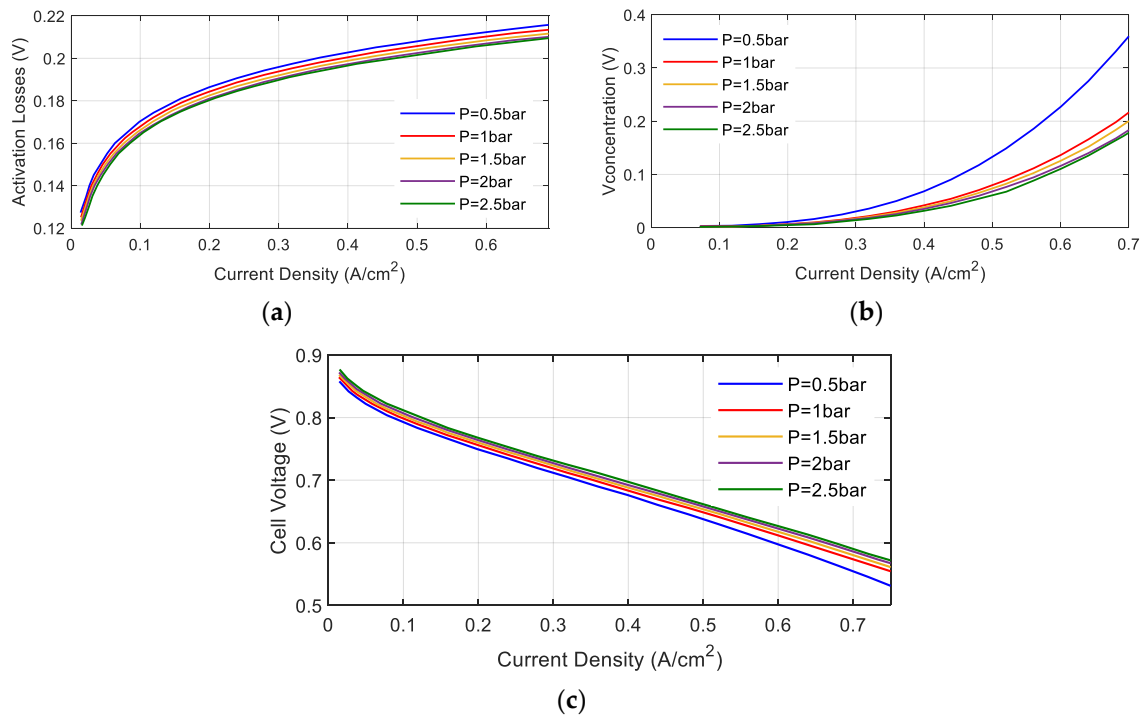 0.22
0.2
0.18
0.16
0.14
0.12
Activation Losses (V)
P=0.5bar
P=1bar
P=1.5bar
P=2bar
P=2.5bar
0 0.1 0.2 0.3 0.4 0.5 0.6
Current Density (A/cm²)
(a)
0.4
0.3
0.2
0.1
0
Vconcentration (V)
P=0.5bar
P=1bar
P=1.5bar
P=2bar
P=2.5bar
0 0.1 0.2 0.3 0.4 0.5 0.6 0.7
Current Density (A/cm²)
(b)
0.9
0.8
0.7
0.6
0.5
Cell Voltage (V)
P=0.5bar
P=1bar
P=1.5bar
P=2bar
P=2.5bar
0 0.1 0.2 0.3 0.4 0.5 0.6 0.7
Current Density (A/cm²)
(c)